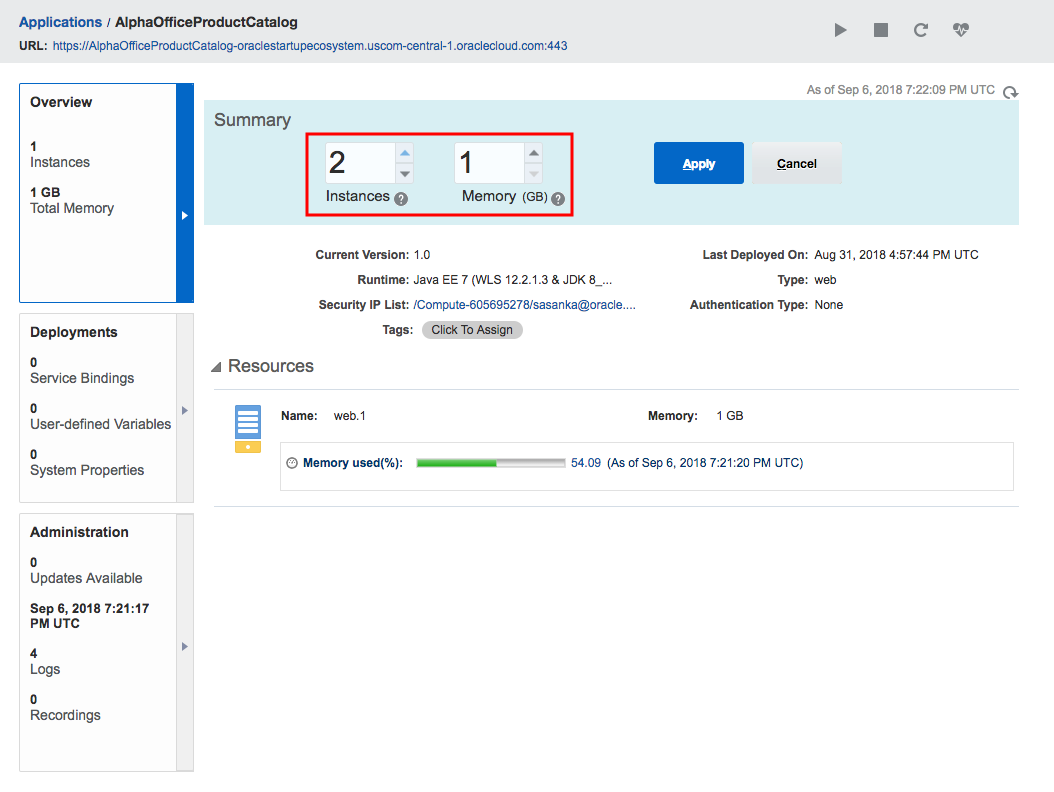 Applications / AlphaOfficeProductCatalog
URL: https://AlphaOfficeProductCatalog-oraclestartupecosystem.uscom-central-1.oraclecloud.com:443
As of Sep 6, 2018 7:22:09 PM UTC
Overview
1
Instances
1 GB
Total Memory
Summary
2 1
Instances ? Memory (GB) ?
Apply Cancel
Current Version: 1.0
Runtime: Java EE 7 (WLS 12.2.1.3 & JDK 8_...
Security IP List: /Compute-605695278/sasanka@oracle....
Tags: Click To Assign
Last Deployed On: Aug 31, 2018 4:57:44 PM UTC
Type: web
Authentication Type: None
Deployments
0
Service Bindings
0
User-defined Variables
0
System Properties
Resources
Name: web.1 Memory: 1 GB
Memory used(%): 54.09 (As of Sep 6, 2018 7:21:20 PM UTC)
Administration
0
Updates Available
Sep 6, 2018 7:21:17
PM UTC
4
Logs
0
Recordings